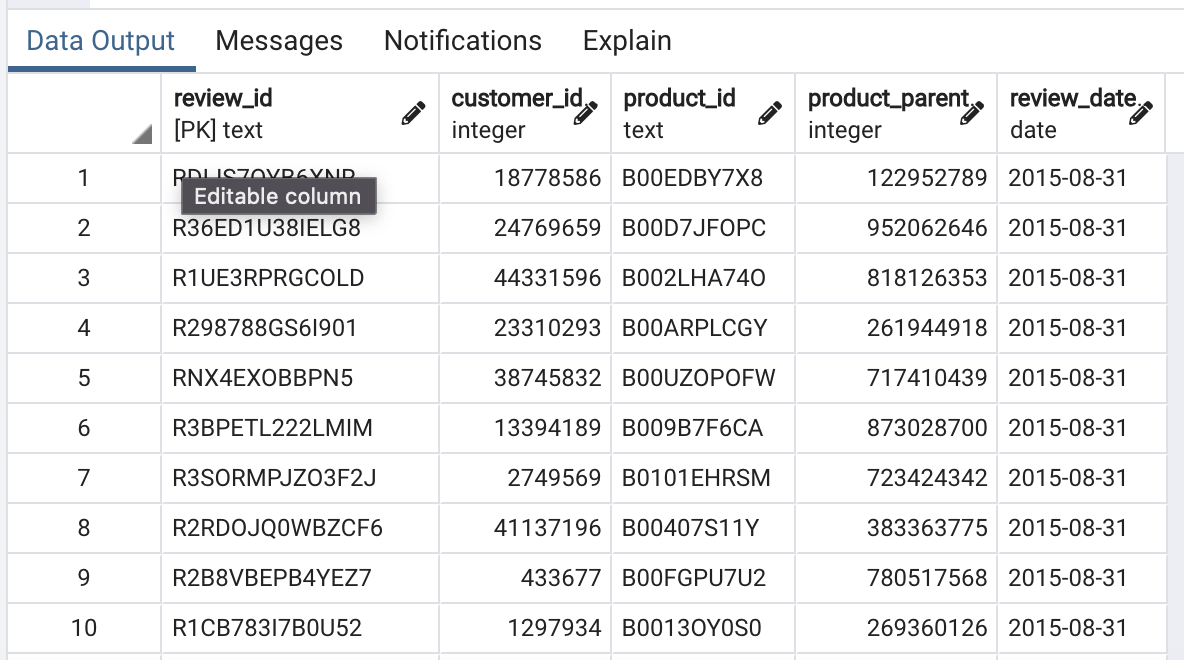 Data Output Messages Notifications Explain
review_id customer_id product_id product_parent review_date
[PK] text integer text integer date
1 18778586 B00EDBY7X8 122952789 2015-08-31
Editable column
2 R36ED1U38IELG8 24769659 B00D7JFOPC 952062646 2015-08-31
3 R1UE3RPRGCOLD 44331596 B002LHA74O 818126353 2015-08-31
4 R298788GS6I901 23310293 B00ARPLCGY 261944918 2015-08-31
5 RNX4EXOBBPN5 38745832 B00UZOPOFW 717410439 2015-08-31
6 R3BPETL222LMIM 13394189 B009B7F6CA 873028700 2015-08-31
7 R3SORMPJZO3F2J 2749569 B0101EHRSM 723424342 2015-08-31
8 R2RDOJQ0WBZCF6 41137196 B00407S11Y 383363775 2015-08-31
9 R2B8VBEPB4YEZ7 433677 B00FGPU7U2 780517568 2015-08-31
10 R1CB783I7B0U52 1297934 B0013OY0S0 269360126 2015-08-31